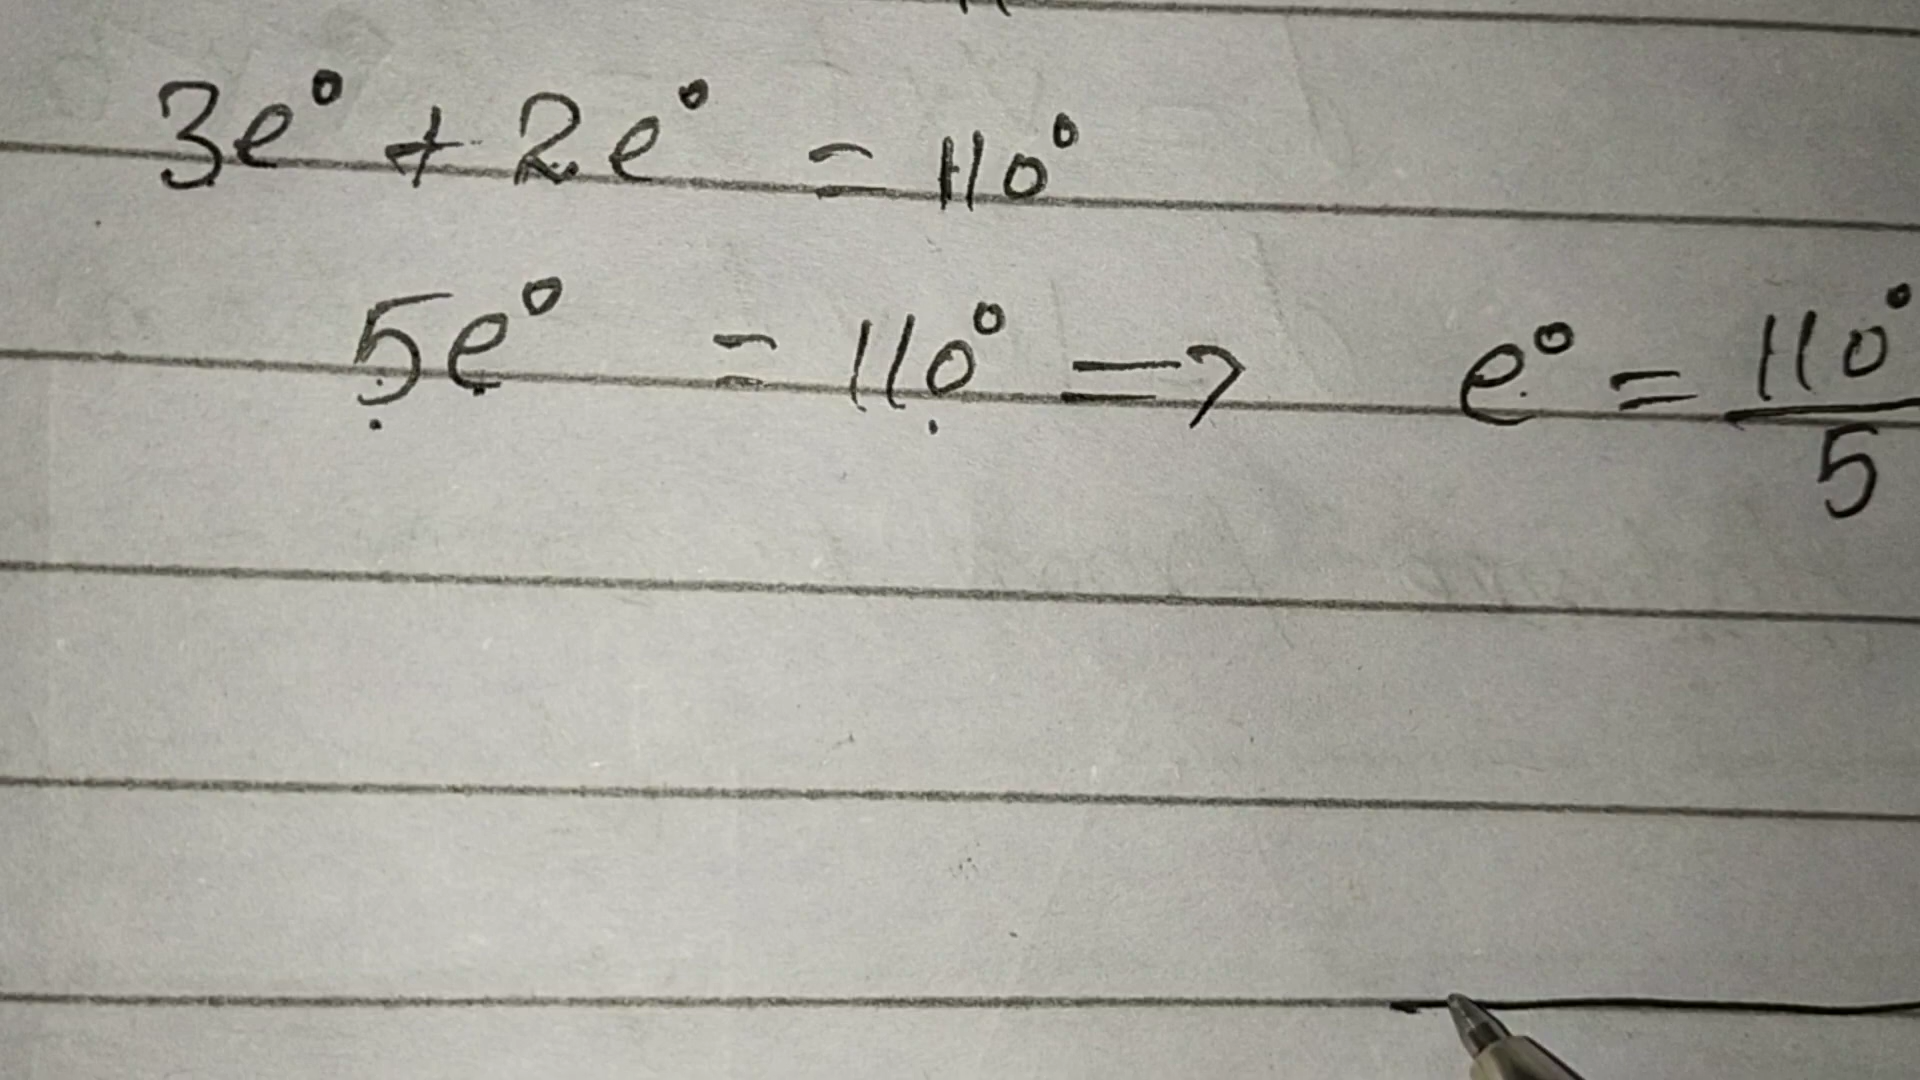 3e° + 2e° = 110°
5e° = 110° => e° = 110°/5